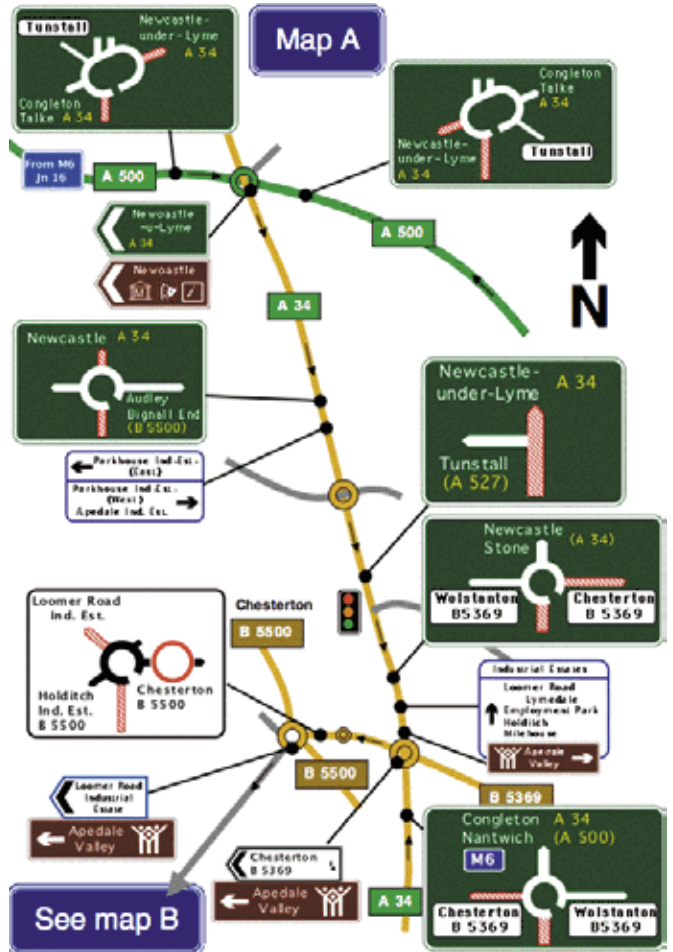 Map A
Tunstall
Newcastle-
under-Lyme
A 34
Congleton
Talke A 34
Congleton
Talke
A 34
Newcastle-
under-Lyme
A 34
Tunstall
From M6
Jn 16
A 500
A 500
Newcastle
-u-Lyme
A 34
Newcastle
N
A 34
Newcastle A 34
Audley
Bignall End
(B 5500)
Parkhouse Ind-Est-
(East)
Parkhouse Ind-Est-
(West)
Apedale Ind. Est.
Newcastle-
under-Lyme
A 34
Tunstall
(A 527)
Newcastle
Stone
(A 34)
Wolstanton
B5369
Chesterton
B 5369
Loomer Road
Ind. Est.
Holditch
Ind. Est.
B 5500
Chesterton
B 5500
Chesterton
B 5500
Industrial Estates
Loomer Road
Lymedale
Employment Park
Holditch
Milehouse
Apedale
Valley
B 5500
B 5369
Loomer Road
Industrial
Estate
Apedale
Valley
Chesterton
B 5369
Apedale
Valley
A 34
Congleton
Nantwich
A 34
(A 500)
M6
Chesterton
B 5369
Wolstanton
B5369
See map B